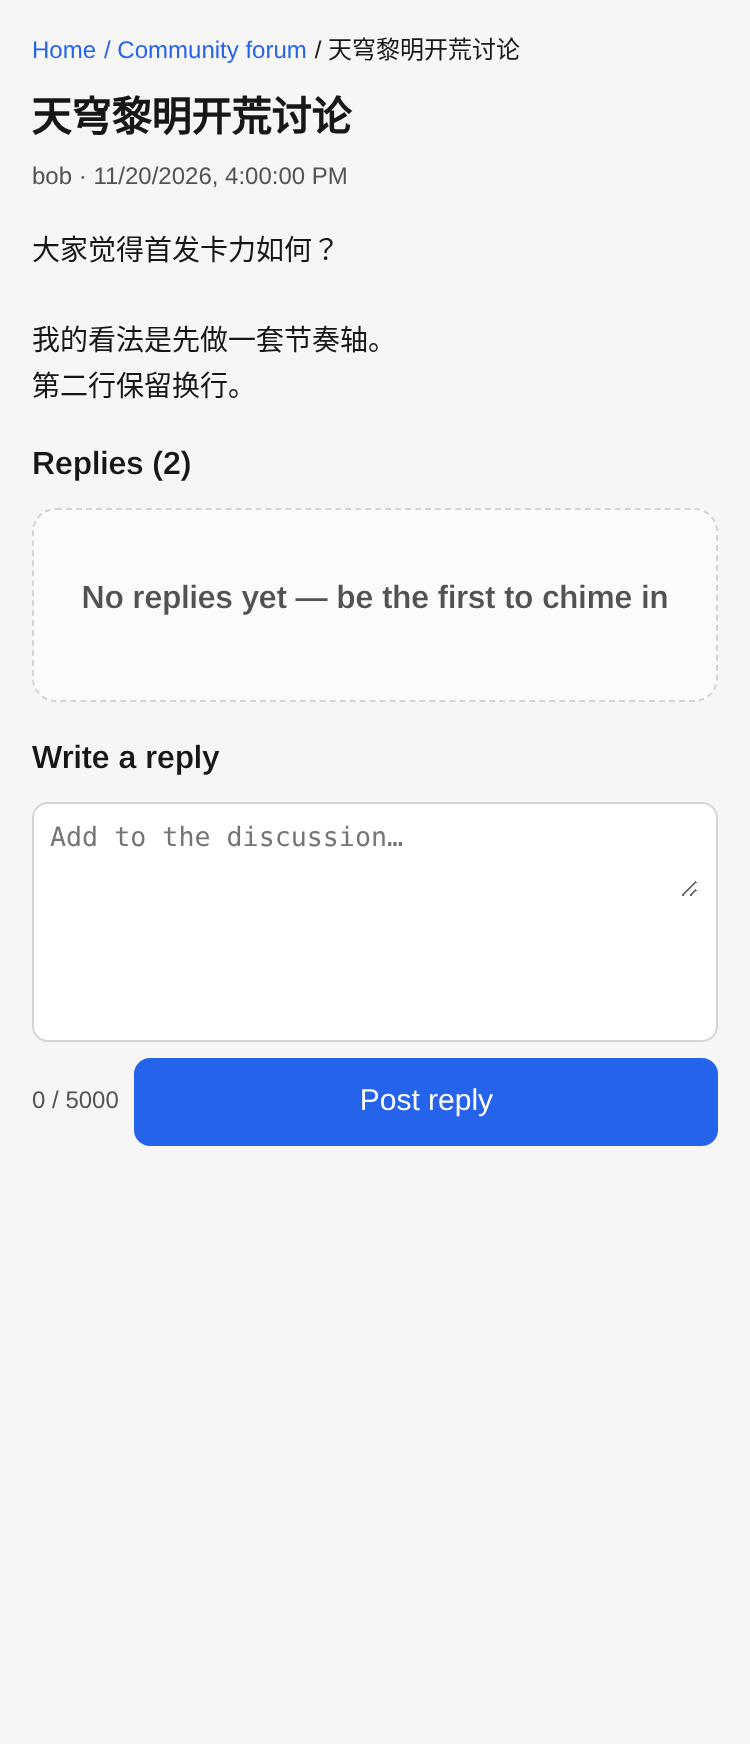 Home / Community forum / 天穹黎明开荒讨论
天穹黎明开荒讨论
bob · 11/20/2026, 4:00:00 PM
大家觉得首发卡力如何？
我的看法是先做一套节奏轴。
第二行保留换行。
Replies (2)
No replies yet — be the first to chime in
Write a reply
Add to the discussion…
0 / 5000
Post reply